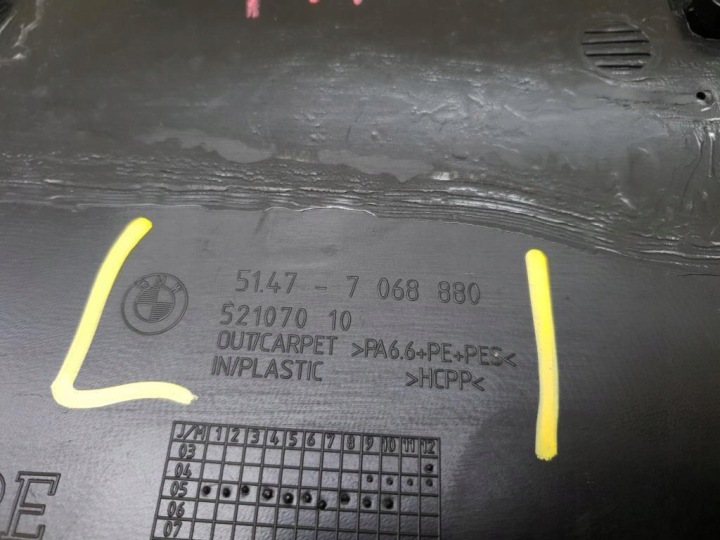 BMW
51.47 - 7 068 880
521070 10
OUT/CARPET >PA6.6+PE+PES<
IN/PLASTIC >HCPP<
J/M 1 2 3 4 5 6 7 8 9 10 11 12
03
04
05
06
07